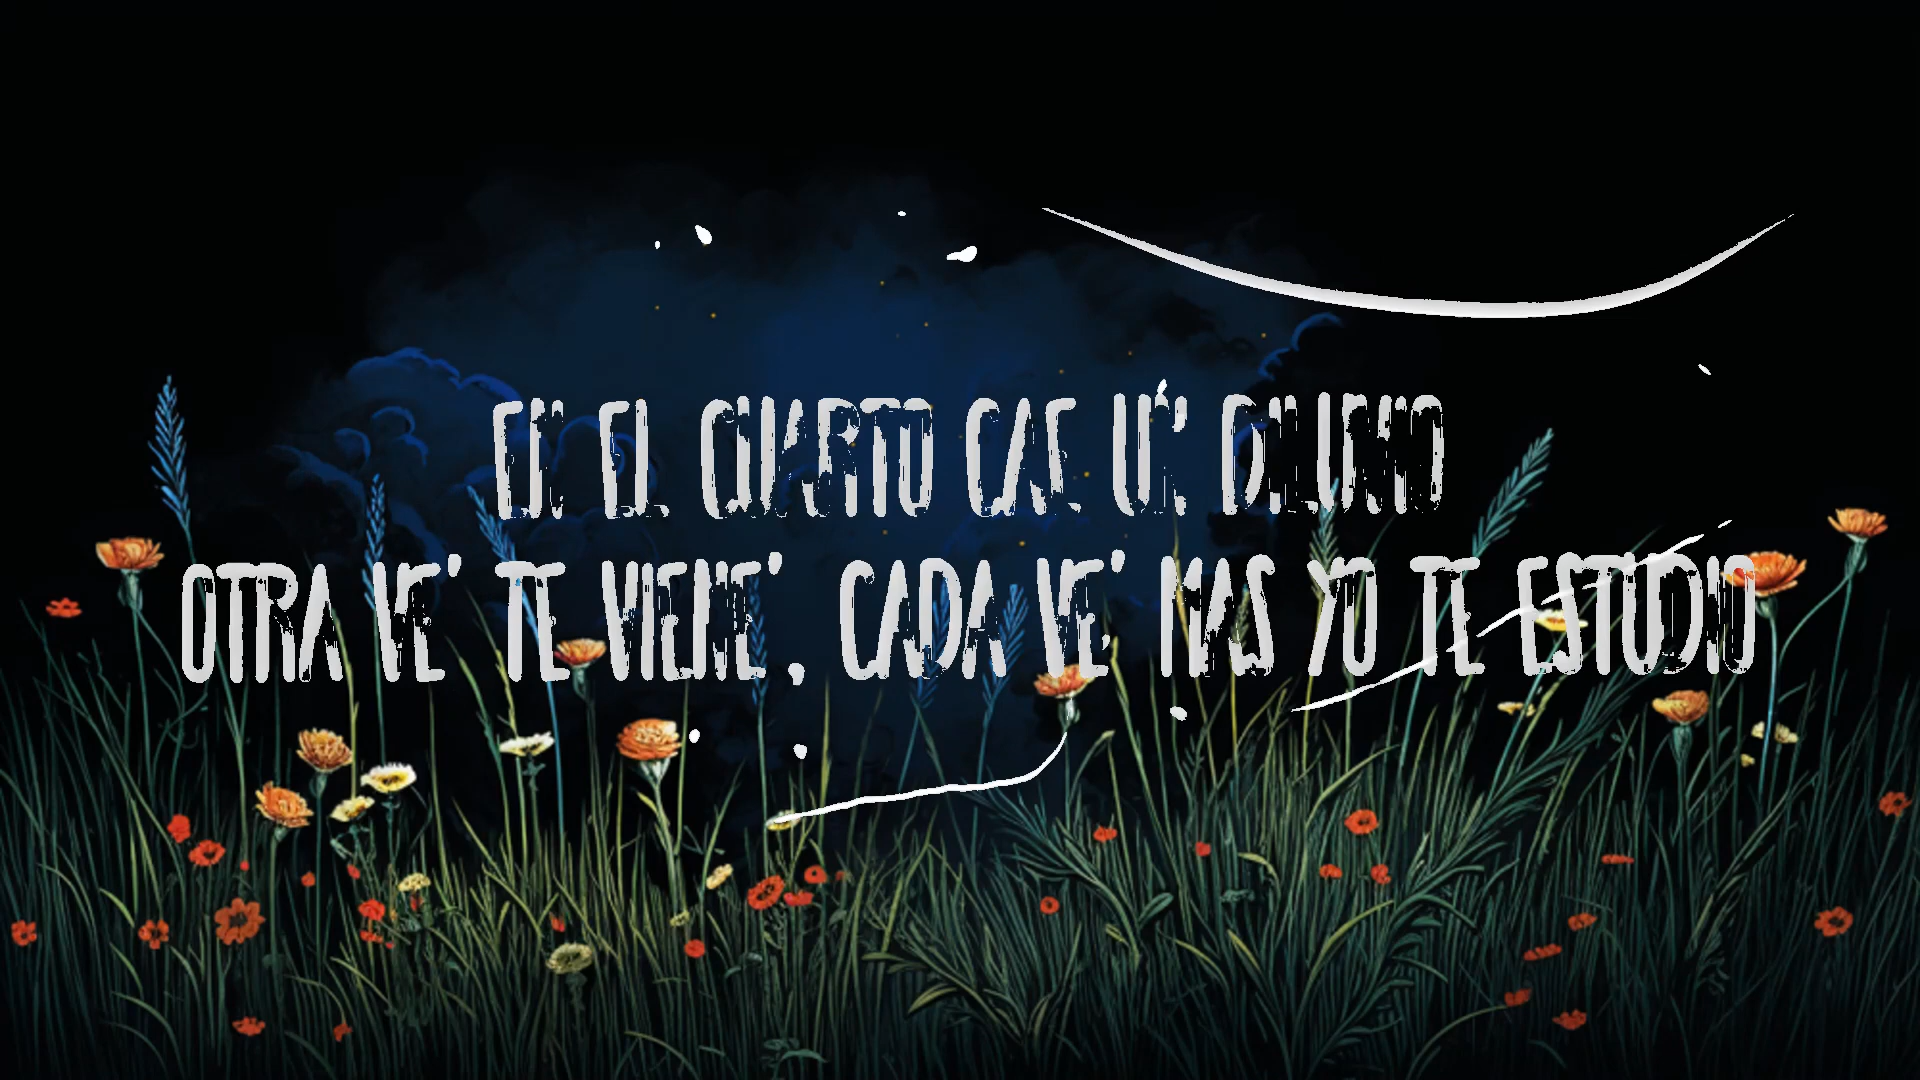 EN EL CUARTO CAE UN DILUVIO
OTRA VE' TE VIENE', CADA VE' MAS YO TE ESTUDIO